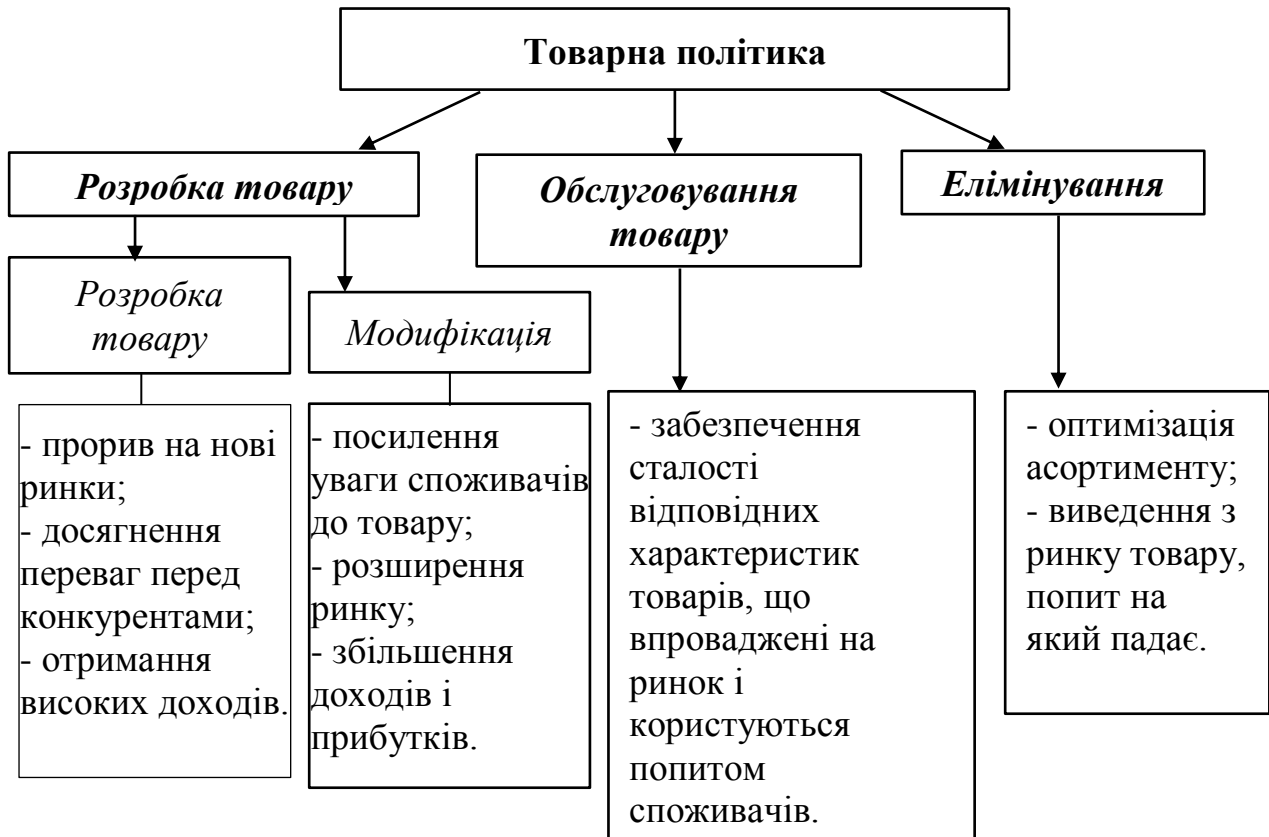 Товарна політика
Розробка товару
Обслуговування
товару
Елімінування
Розробка
товару
Модифікація
- прорив на нові
ринки;
- досягнення
переваг перед
конкурентами;
- отримання
високих доходів.
- посилення
уваги споживачів
до товару;
- розширення
ринку;
- збільшення
доходів і
прибутків.
- забезпечення
сталості
відповідних
характеристик
товарів, що
впроваджені на
ринок і
користуються
попитом
споживачів.
- оптимізація
асортименту;
- виведення з
ринку товару,
попит на
який падає.